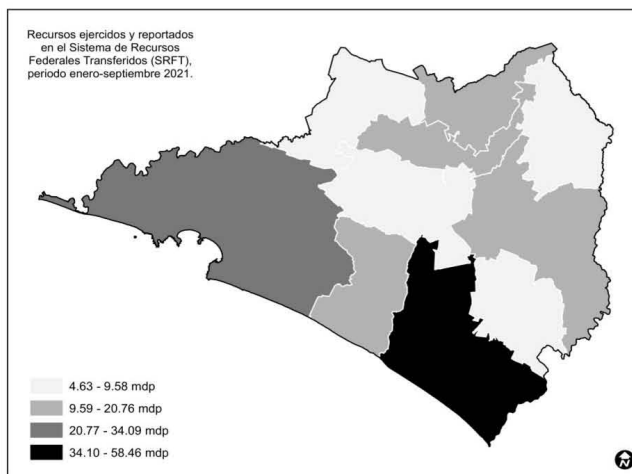 Recursos ejercidos y reportados
en el Sistema de Recursos
Federales Transferidos (SRFT),
periodo enero-septiembre 2021.
4.63 - 9.58 mdp
9.59 - 20.76 mdp
20.77 - 34.09 mdp
34.10 - 58.46 mdp
N